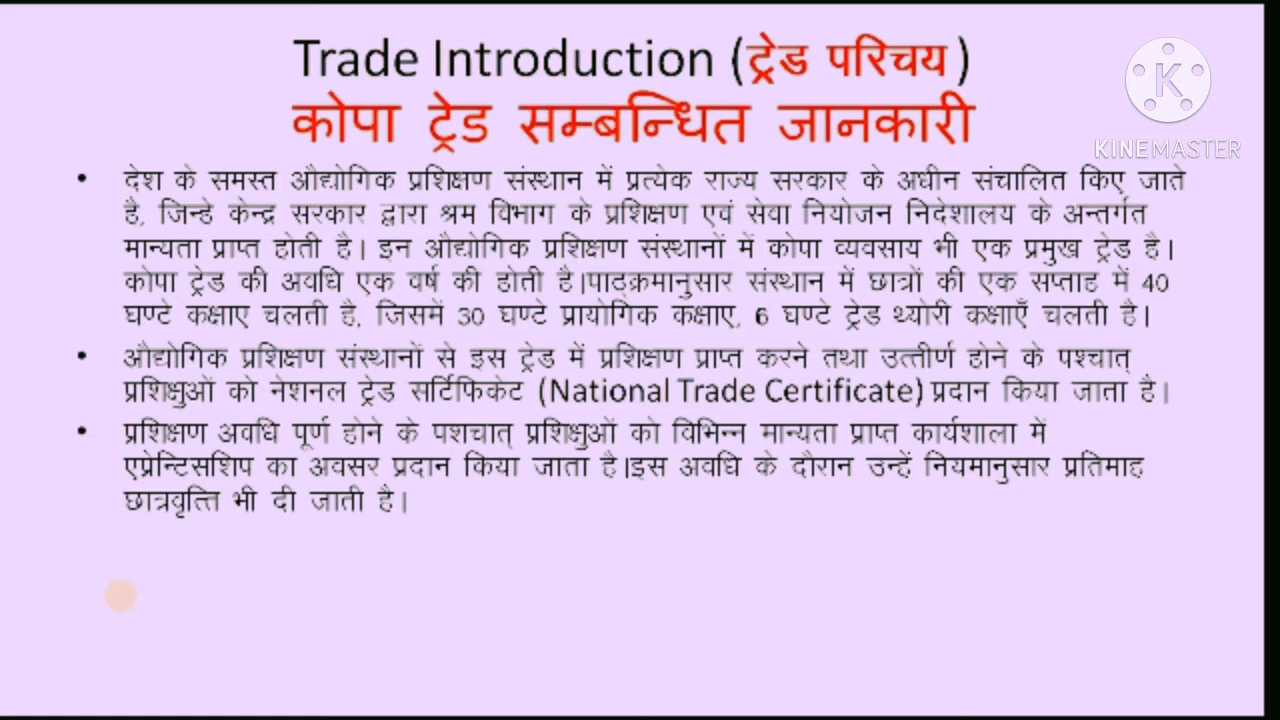 Trade Introduction (ट्रेड परिचय)
कोपा ट्रेड सम्बन्धित जानकारी
KINEMASTER
• देश के समस्त औद्योगिक प्रशिक्षण संस्थान में प्रत्येक राज्य सरकार के अधीन संचालित किए जाते
है, जिन्हे केन्द्र सरकार द्वारा श्रम विभाग के प्रशिक्षण एवं सेवा नियोजन निदेशालय के अन्तर्गत
मान्यता प्राप्त होती है। इन औद्योगिक प्रशिक्षण संस्थानों में कोपा व्यवसाय भी एक प्रमुख ट्रेड है।
कोपा ट्रेड की अवधि एक वर्ष की होती है।पाठ्क्रमानुसार संस्थान में छात्रों की एक सप्ताह में 40
घण्टे कक्षाए चलती है, जिसमें 30 घण्टे प्रायोगिक कक्षाए, 6 घण्टे ट्रेड थ्योरी कक्षाएँ चलती है।
• औद्योगिक प्रशिक्षण संस्थानों से इस ट्रेड में प्रशिक्षण प्राप्त करने तथा उत्तीर्ण होने के पश्चात्
प्रशिक्षुओं को नेशनल ट्रेड सर्टिफिकेट (National Trade Certificate) प्रदान किया जाता है।
• प्रशिक्षण अवधि पूर्ण होने के पशचात् प्रशिक्षुओं को विभिन्न मान्यता प्राप्त कार्यशाला में
एप्रेन्टिसशिप का अवसर प्रदान किया जाता है।इस अवधि के दौरान उन्हें नियमानुसार प्रतिमाह
छात्रवृत्ति भी दी जाती है।